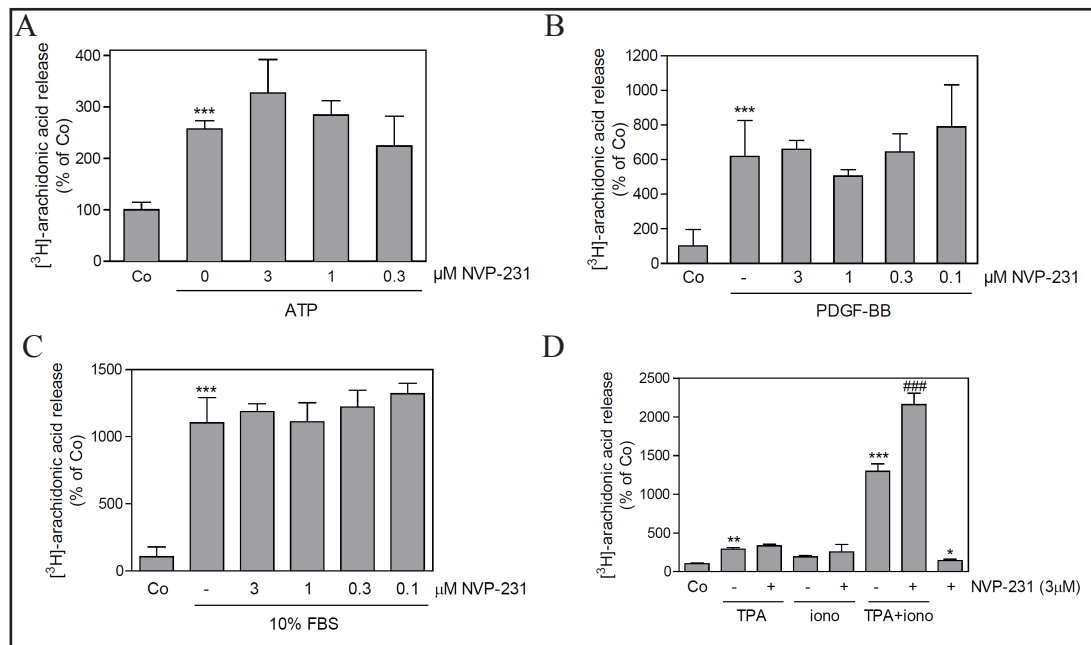 A
[³H]-arachidonic acid release
(% of Co)
400
300
200
100
0
***
Co 0 3 1 0.3 µM NVP-231
ATP
B
[³H]-arachidonic acid release
(% of Co)
1200
1000
800
600
400
200
0
***
Co - 3 1 0.3 0.1 µM NVP-231
PDGF-BB
C
[³H]-arachidonic acid release
(% of Co)
1500
1000
500
0
***
Co - 3 1 0.3 0.1 µM NVP-231
10% FBS
D
[³H]-arachidonic acid release
(% of Co)
2500
2000
1500
1000
500
0
**
***
###
*
Co - + - + - + + NVP-231 (3µM)
TPA iono TPA+iono